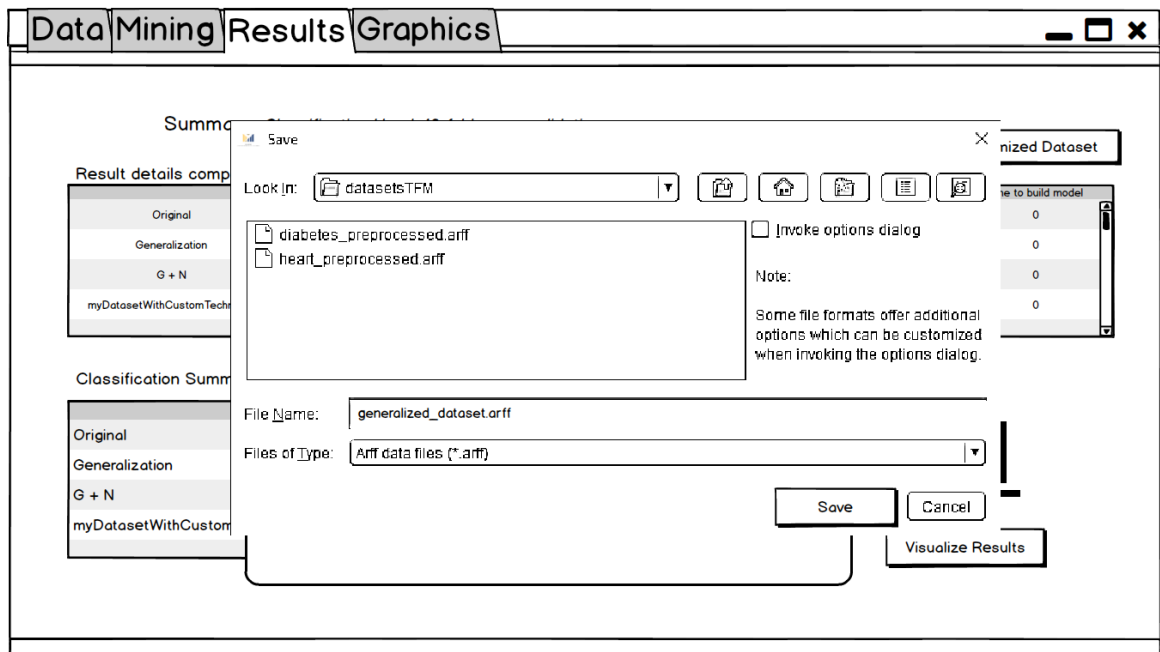 Data Mining Results Graphics
Summa
Save
mized Dataset
Result details comp
Look In: datasetsTFM
me to build model
Original 0
Generalization 0
G + N 0
myDatasetWithCustomTechn 0
diabetes_preprocessed.arff
heart_preprocessed.arff
Invoke options dialog
Note:
Some file formats offer additional
options which can be customized
when invoking the options dialog.
Classification Summ
File Name: generalized_dataset.arff
Files of Type: Arff data files (*.arff)
Original
Generalization
G + N
myDatasetWithCustom
Save Cancel
Visualize Results